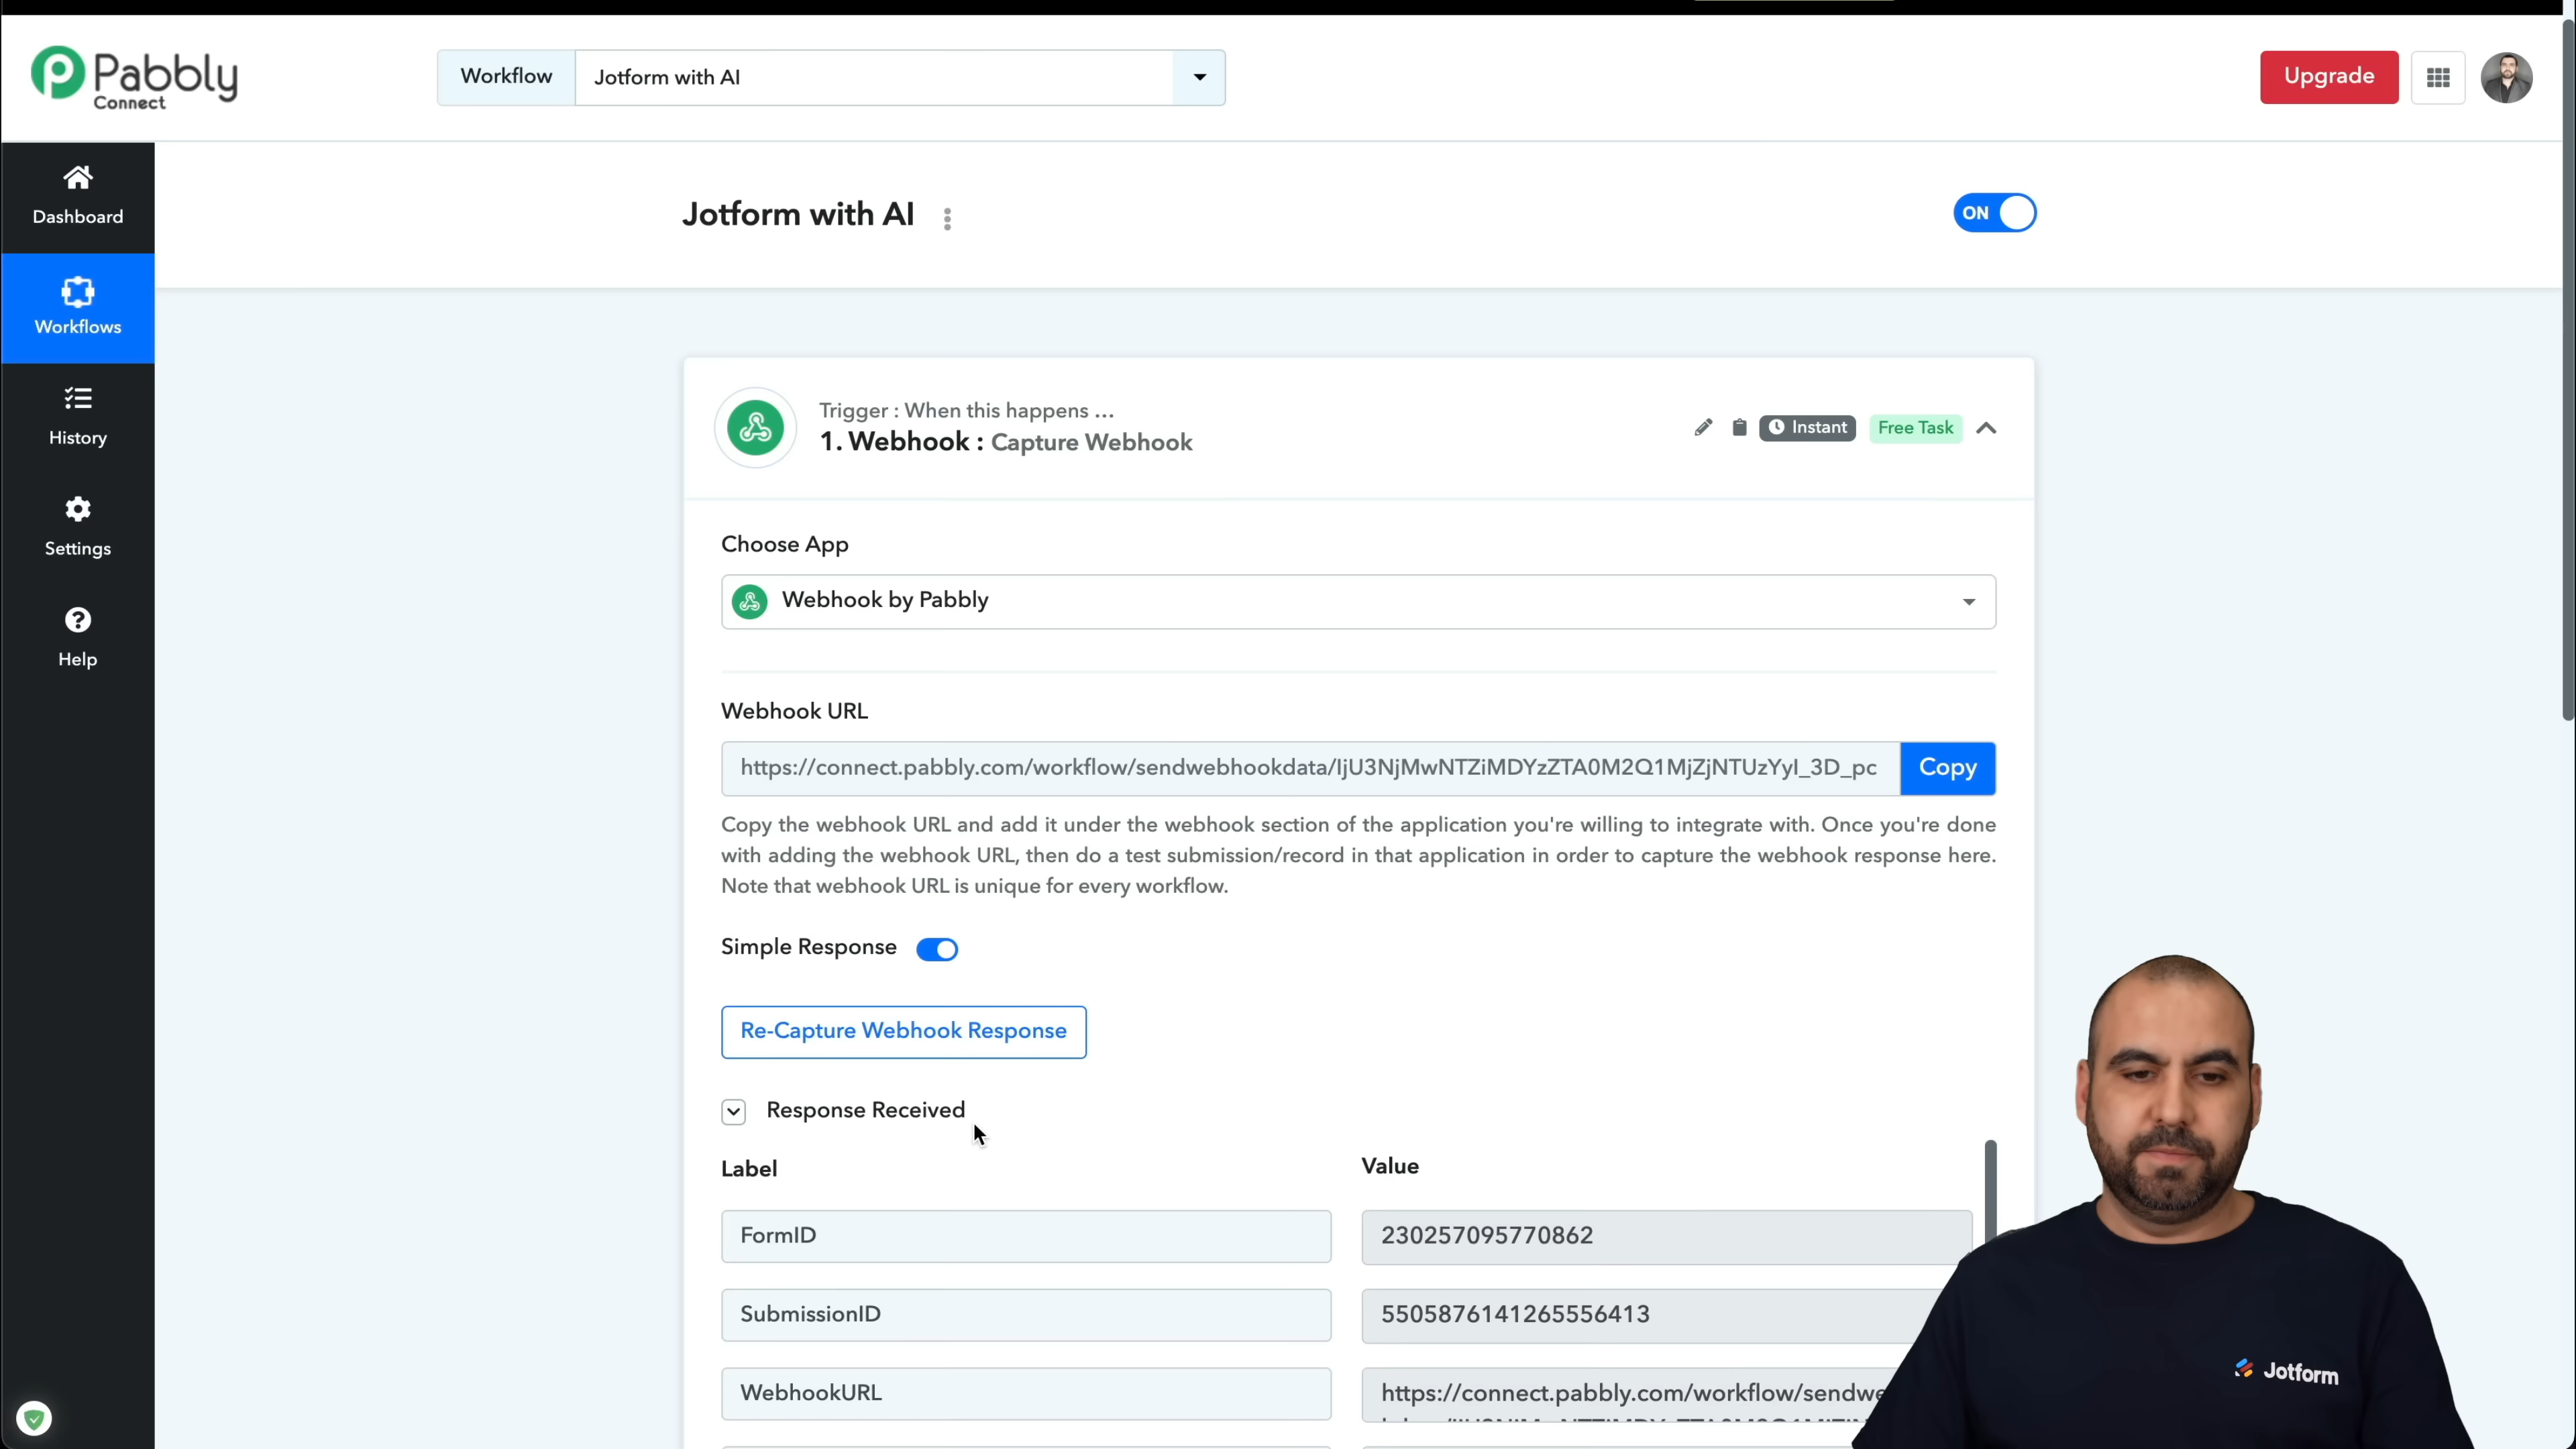 Pabbly
Connect
Workflow
Jotform with AI
Upgrade
Dashboard
Workflows
History
Settings
Help
Jotform with AI
ON
Trigger : When this happens ...
1. Webhook : Capture Webhook
Instant
Free Task
Choose App
Webhook by Pabbly
Webhook URL
https://connect.pabbly.com/workflow/sendwebhookdata/IjU3NjMwNTZiMDYzZTA0M2Q1MjZjNTUzYyI_3D_pc
Copy
Copy the webhook URL and add it under the webhook section of the application you're willing to integrate with. Once you're done
with adding the webhook URL, then do a test submission/record in that application in order to capture the webhook response here.
Note that webhook URL is unique for every workflow.
Simple Response
Re-Capture Webhook Response
Response Received
Label
Value
FormID
230257095770862
SubmissionID
5505876141265556413
WebhookURL
https://connect.pabbly.com/workflow/sendwe
Jotform